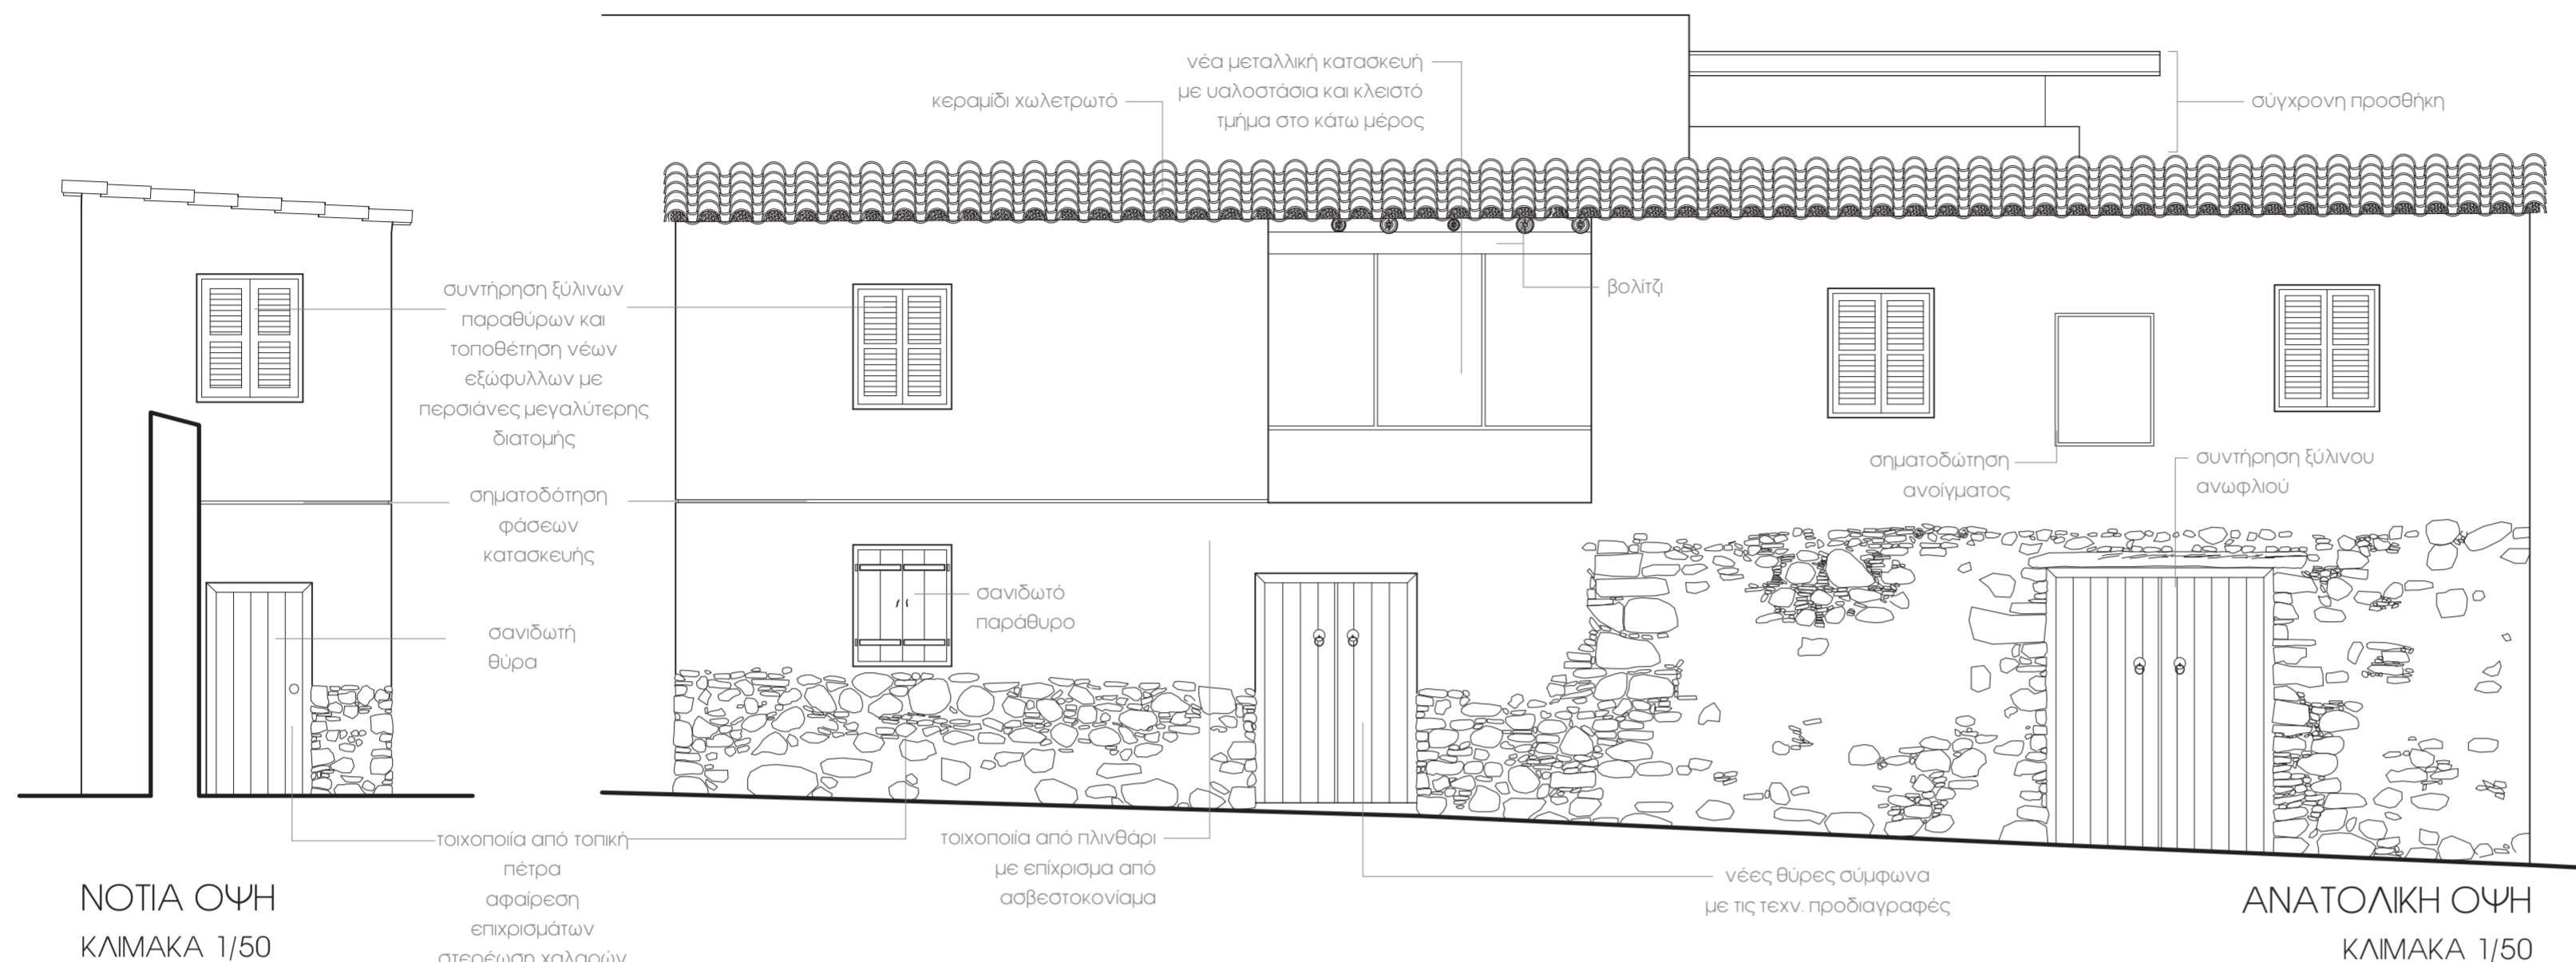 νέα μεταλλική κατασκευή
με υαλοστάσια και κλειστό
τμήμα στο κάτω μέρος
κεραμίδι χωλετρωτό
σύγχρονη προσθήκη
συντήρηση ξύλινων
παραθύρων και
τοποθέτηση νέων
εξώφυλλων με
περσιάνες μεγαλύτερης
διατομής
βολίτζι
σηματοδώτηση
ανοίγματος
συντήρηση ξύλινου
ανωφλιού
σηματοδότηση
φάσεων
κατασκευής
σανιδωτό
παράθυρο
σανιδωτή
θύρα
τοιχοποιία από τοπική
πέτρα
αφαίρεση
επιχρισμάτων
στερέωση χαλαρών
τοιχοποιία από πλινθάρι
με επίχρισμα από
ασβεστοκονίαμα
νέες θύρες σύμφωνα
με τις τεχν. προδιαγραφές
ΝΟΤΙΑ ΟΨΗ
ΚΛΙΜΑΚΑ 1/50
ΑΝΑΤΟΛΙΚΗ ΟΨΗ
ΚΛΙΜΑΚΑ 1/50